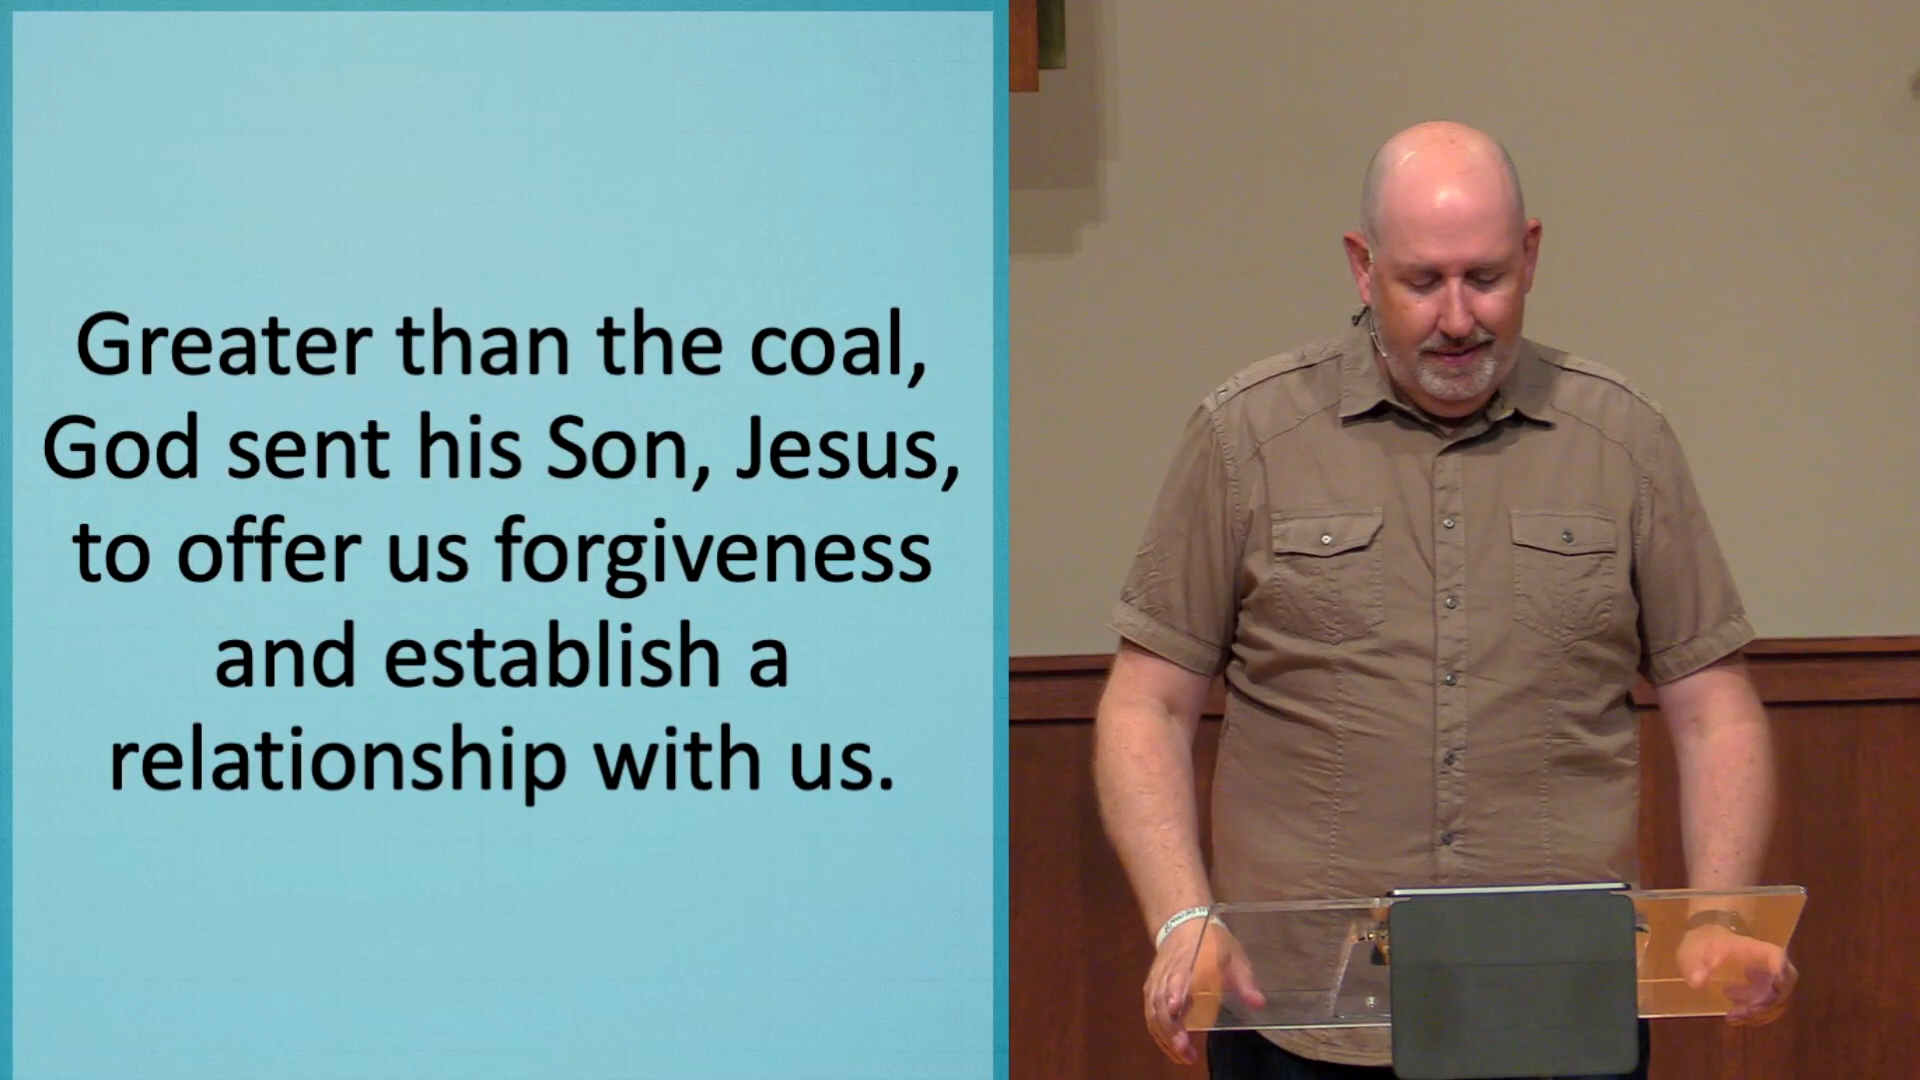 Greater than the coal,
God sent his Son, Jesus,
to offer us forgiveness
and establish a
relationship with us.